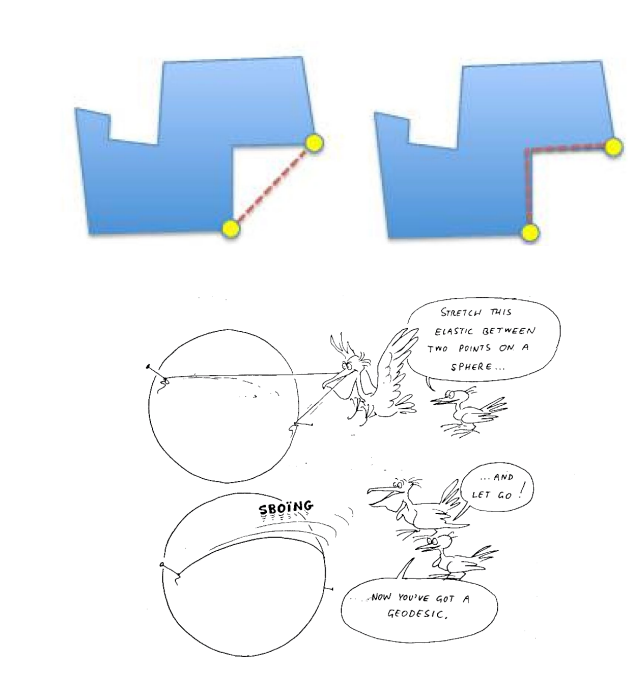 STRETCH THIS
ELASTIC BETWEEN
TWO POINTS ON A
SPHERE...
SBOÏNG
...AND
LET GO!
...NOW YOU'VE GOT A
GEODESIC.